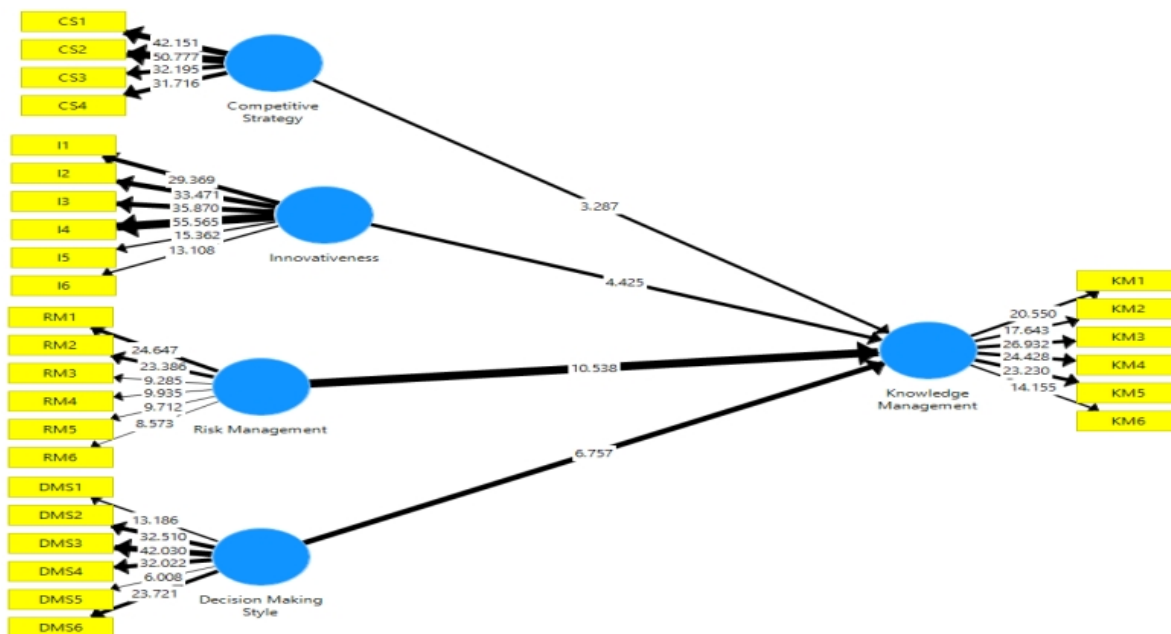 CS1
CS2
CS3
CS4
42.151
50.777
32.195
31.716
Competitive
Strategy
I1
I2
I3
I4
I5
I6
29.369
33.471
35.870
55.565
15.362
13.108
Innovativeness
RM1
RM2
RM3
RM4
RM5
RM6
24.647
23.386
9.285
9.935
9.712
8.573
Risk Management
DMS1
DMS2
DMS3
DMS4
DMS5
DMS6
13.186
32.510
42.030
32.022
6.008
23.721
Decision Making
Style
3.287
4.425
10.538
6.757
Knowledge
Management
20.550
17.643
26.932
24.428
23.230
14.155
KM1
KM2
KM3
KM4
KM5
KM6